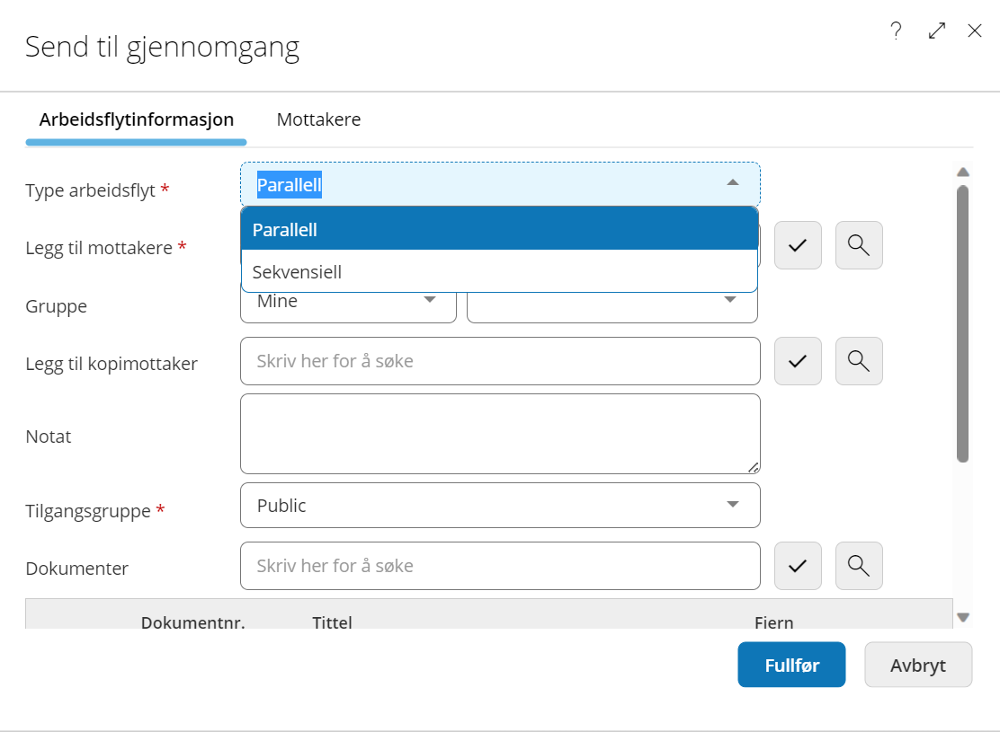 Send til gjennomgang
?
Arbeidsflytinformasjon Mottakere
Type arbeidsflyt * Parallell
Parallell
Legg til mottakere *
Sekvensiell
Gruppe Mine
Legg til kopimottaker Skriv her for å søke
Notat
Tilgangsgruppe * Public
Dokumenter Skriv her for å søke
Dokumentnr. Tittel Fjern
Fullfør Avbryt